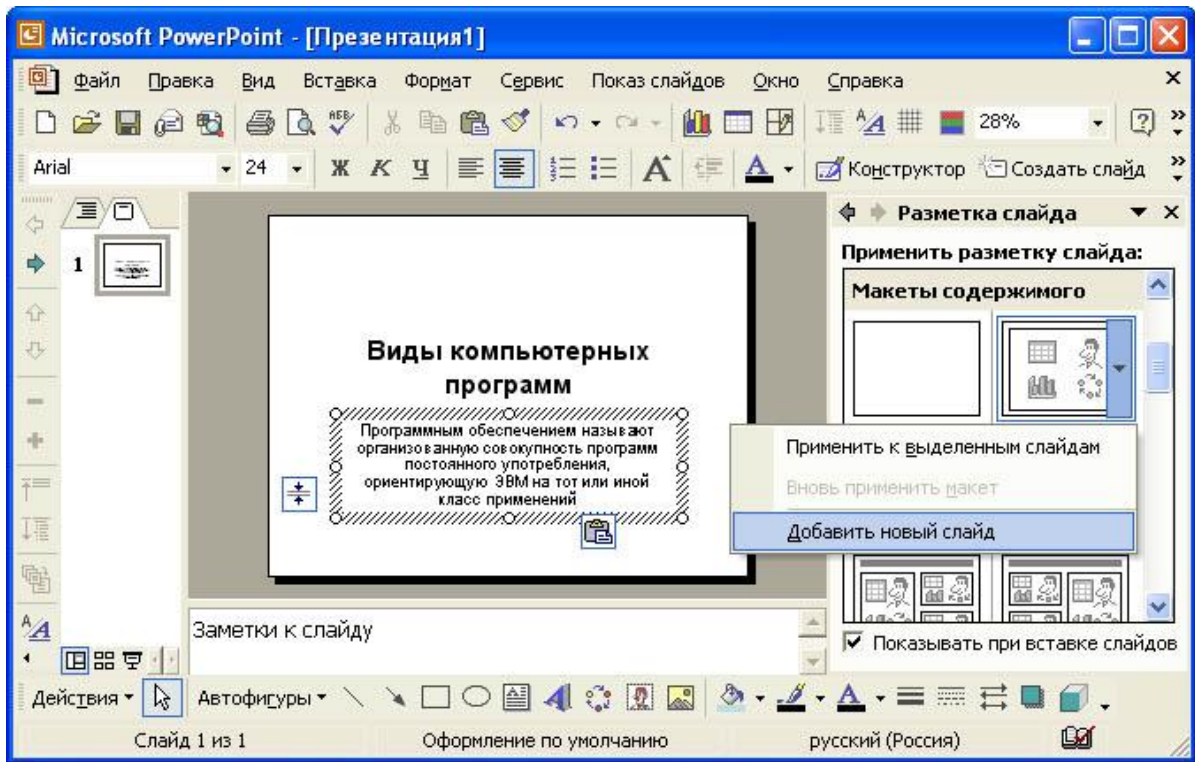 Microsoft PowerPoint - [Презентация1]
Файл Правка Вид Вставка Формат Сервис Показ слайдов Окно Справка
28%
Arial 24 Ж К Ч Конструктор Создать слайд
Разметка слайда
1
Применить разметку слайда:
Макеты содержимого
Виды компьютерных
программ
Программным обеспечением называют
организованную совокупность программ
постоянного употребления,
ориентирующую ЭВМ на тот или иной
класс применений
Применить к выделенным слайдам
Вновь применить макет
Добавить новый слайд
Заметки к слайду
Показывать при вставке слайдов
Действия Автофигуры
Слайд 1 из 1 Оформление по умолчанию русский (Россия)